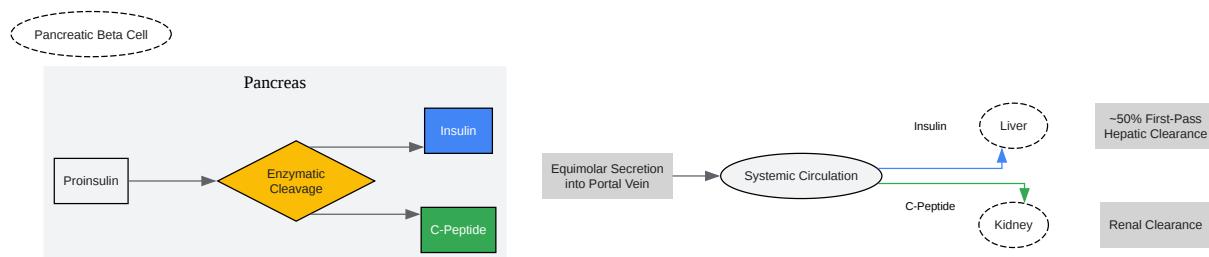 Pancreatic Beta Cell
Pancreas
Proinsulin
Enzymatic
Cleavage
Insulin
C-Peptide
Equimolar Secretion
into Portal Vein
Systemic Circulation
Insulin
C-Peptide
Liver
Kidney
~50% First-Pass
Hepatic Clearance
Renal Clearance